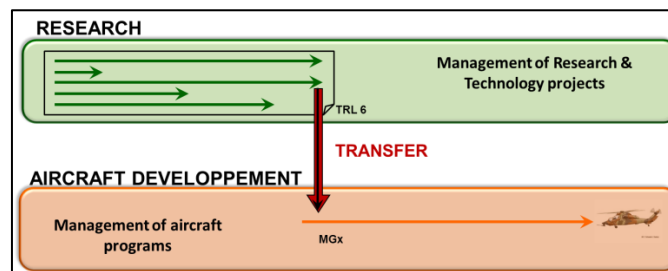 RESEARCH
Management of Research &
Technology projects
TRL 6
TRANSFER
AIRCRAFT DEVELOPPEMENT
Management of aircraft
programs
MGx